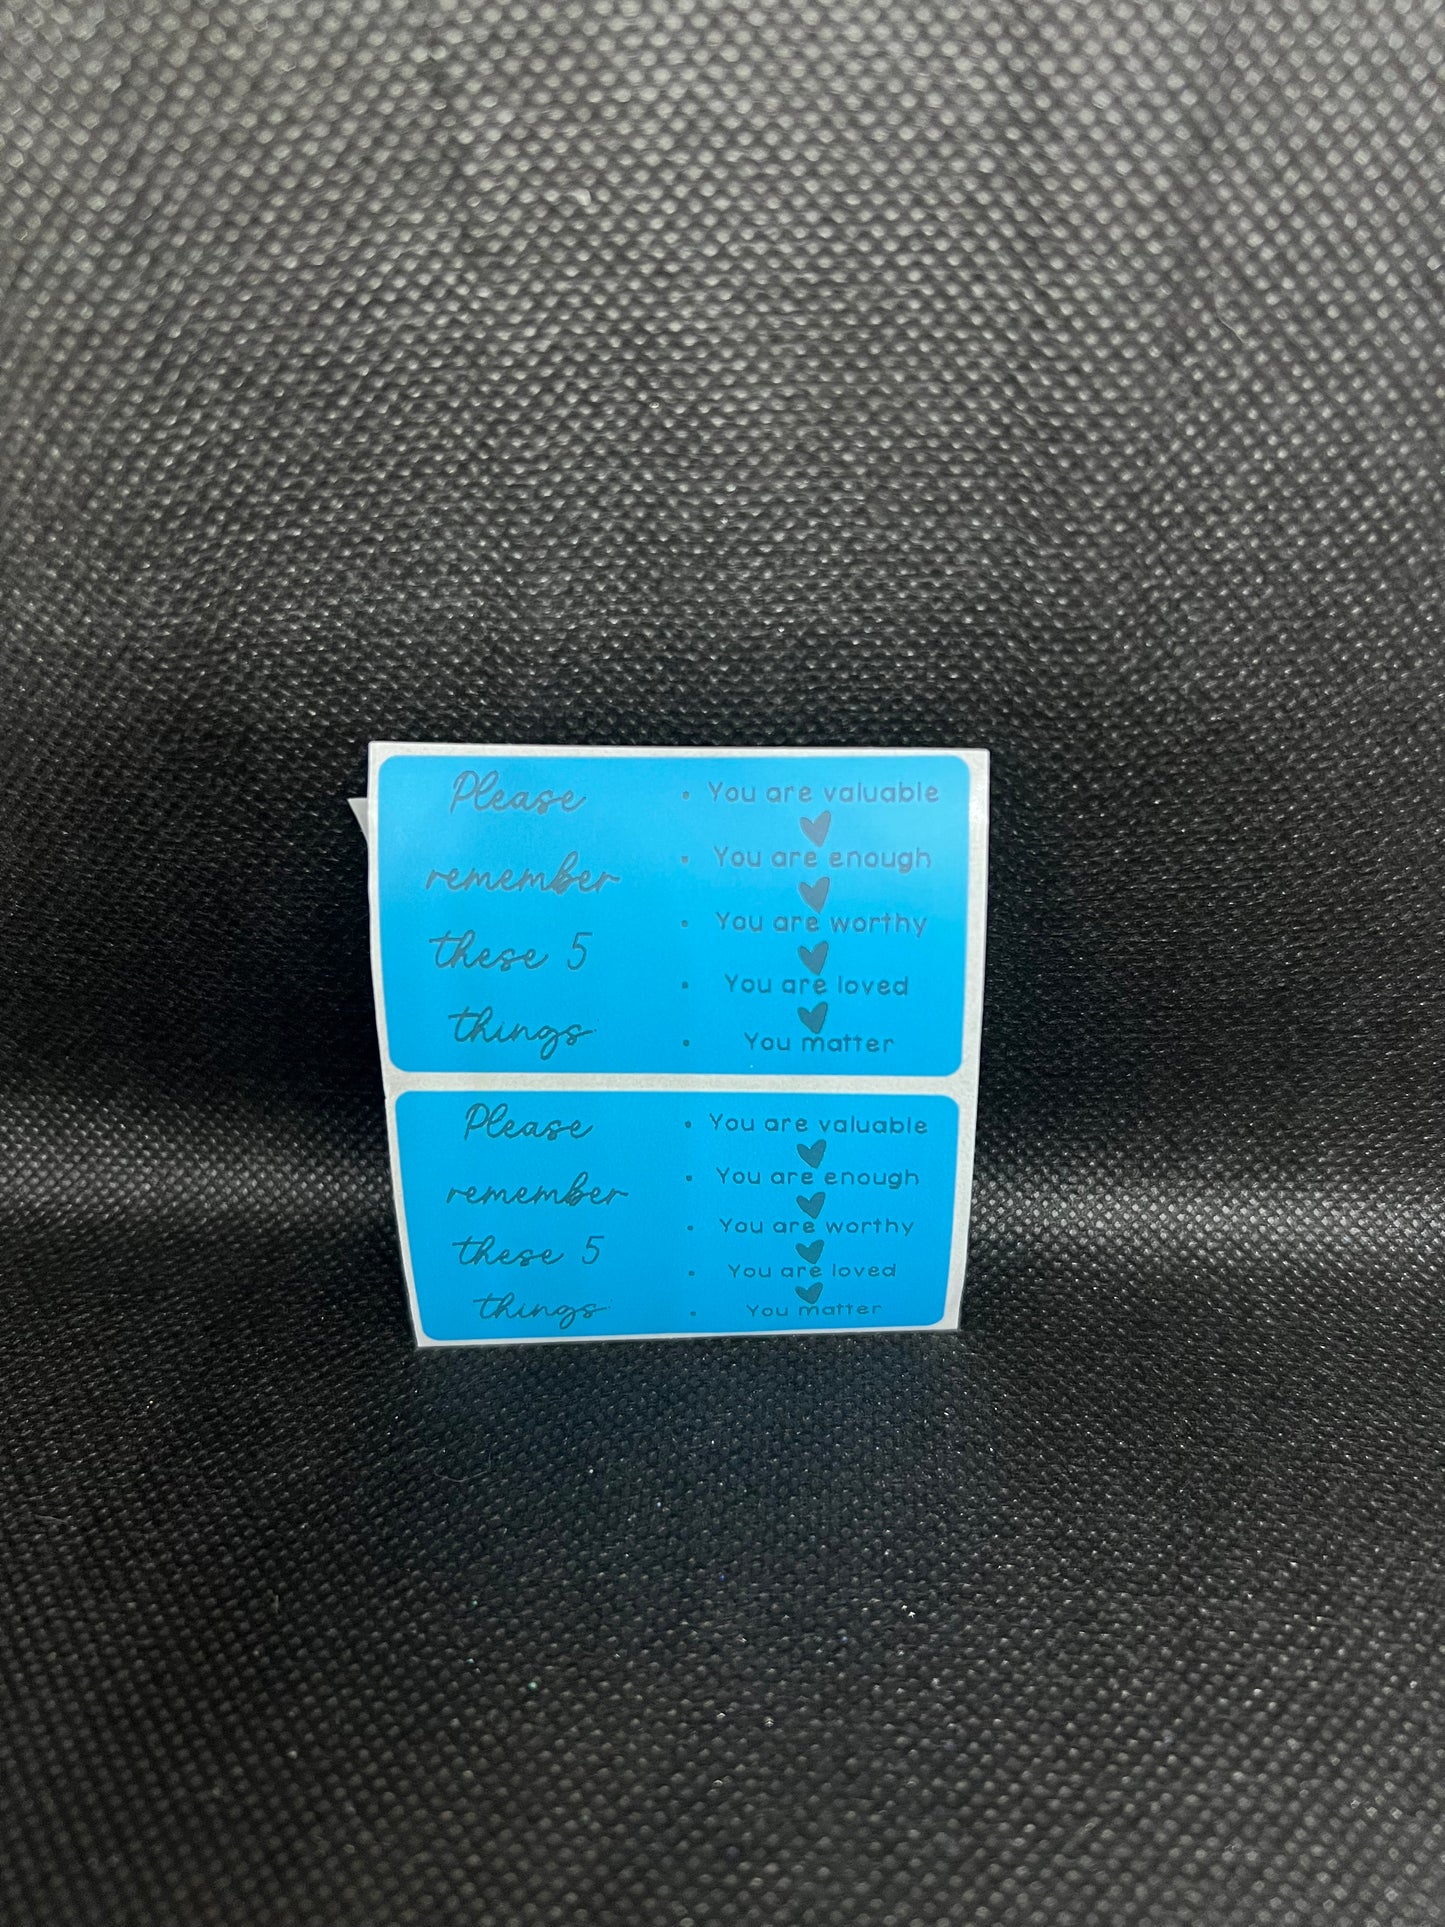 Please
remember
these 5
things:
• You are valuable
• You are enough
• You are worthy
• You are loved
• You matter
Please
remember
these 5
things:
• You are valuable
• You are enough
• You are worthy
• You are loved
• You matter